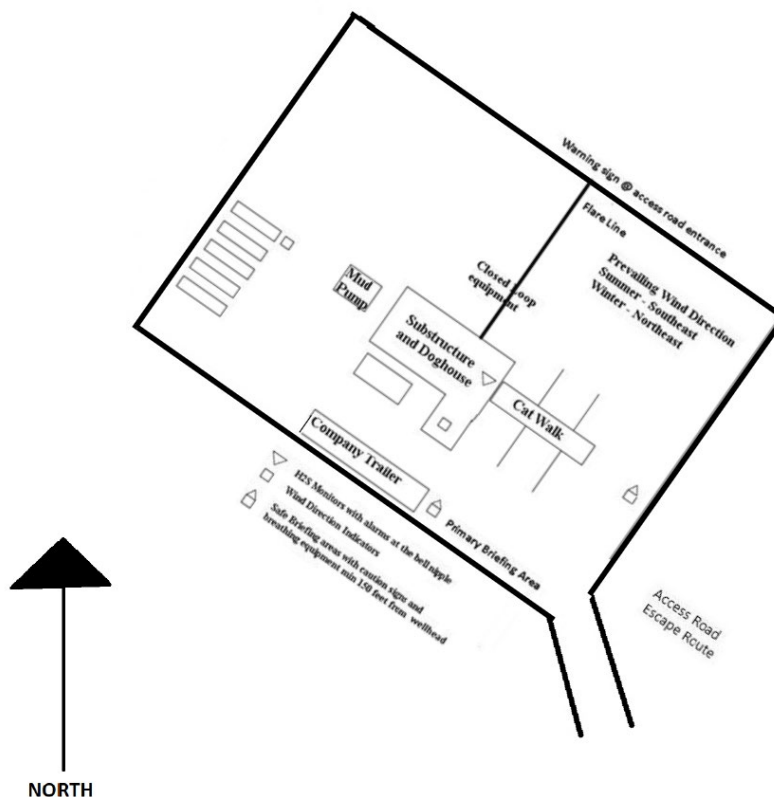 Warning sign @ access road entrance
Flare Line
Prevailing Wind Direction
Summer - Southeast
Winter - Northeast
Closed Loop
equipment
Mud
Pump
Substructure
and Doghouse
Cat Walk
Company Trailer
H2S Monitors with alarms at the bell nipple
Wind Direction Indicators
Safe Briefing areas with caution signs and
breathing equipment min 150 feet from wellhead
Primary Briefing Area
Access Road
Escape Route
NORTH